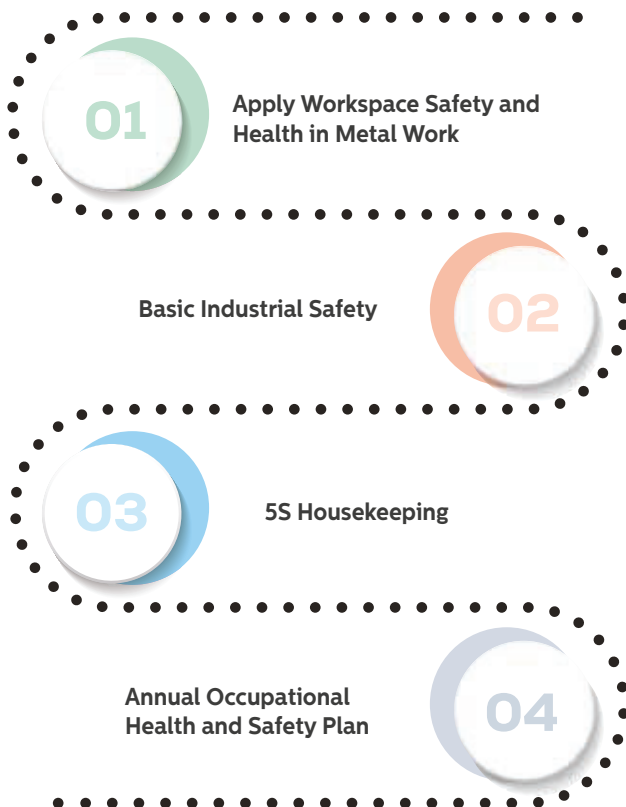 01
Apply Workspace Safety and
Health in Metal Work
Basic Industrial Safety
02
03
5S Housekeeping
Annual Occupational
Health and Safety Plan
04